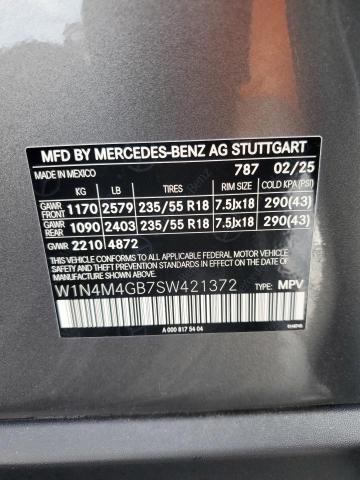 MFD BY MERCEDES-BENZ AG STUTTGART
MADE IN MEXICO 787 02/25
KG LB TIRES RIM SIZE COLD KPA (PSI)
GAWR FRONT 1170 2579 235/55 R18 7.5Jx18 290(43)
GAWR REAR 1090 2403 235/55 R18 7.5Jx18 290(43)
GVWR 2210 4872
THIS VEHICLE CONFORMS TO ALL APPLICABLE FEDERAL MOTOR VEHICLE
SAFETY STANDARDS IN EFFECT ON THE DATE OF MANUFACTURE SHOWN ABOVE.
W1N4M4GB7SW421372 TYPE: MPV
A 000 817 54 04